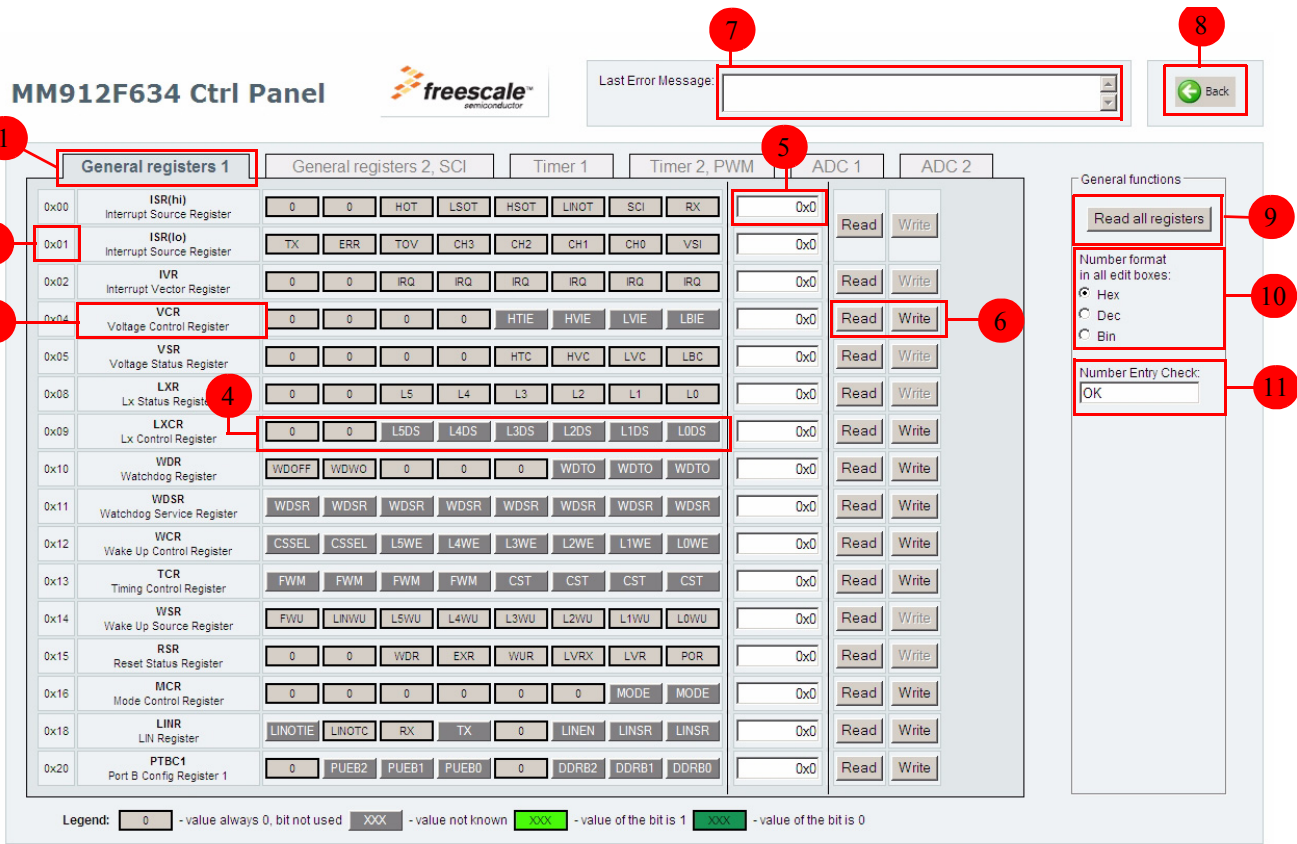 7
8
MM912F634 Ctrl Panel
freescale™
semiconductor
Last Error Message:
Back
1
5
General registers 1
General registers 2, SCI
Timer 1
Timer 2, PWM
ADC 1
ADC 2
General functions
0x00 ISR(hi) Interrupt Source Register 0 0 HOT LSOT HSOT LINOT SCI RX 0x0 Read Write
Read all registers
9
0x01 ISR(lo) Interrupt Source Register TX ERR TOV CH3 CH2 CH1 CH0 VSI 0x0
0x02 IVR Interrupt Vector Register 0 0 IRQ IRQ IRQ IRQ IRQ IRQ 0x0 Read Write
Number format
in all edit boxes:
Hex
Dec
Bin
10
0x04 VCR Voltage Control Register 0 0 0 0 HTIE HVIE LVIE LBIE 0x0 Read Write
6
0x05 VSR Voltage Status Register 0 0 0 0 HTC HVC LVC LBC 0x0 Read Write
Number Entry Check:
OK
11
0x08 LXR Lx Status Register 0 0 L5 L4 L3 L2 L1 L0 0x0 Read Write
4
0x09 LXCR Lx Control Register 0 0 L5DS L4DS L3DS L2DS L1DS L0DS 0x0 Read Write
0x10 WDR Watchdog Register WDOFF WDWO 0 0 0 WDTO WDTO WDTO 0x0 Read Write
0x11 WDSR Watchdog Service Register WDSR WDSR WDSR WDSR WDSR WDSR WDSR WDSR 0x0 Read Write
0x12 WCR Wake Up Control Register CSSEL CSSEL L5WE L4WE L3WE L2WE L1WE L0WE 0x0 Read Write
0x13 TCR Timing Control Register FWM FWM FWM FWM CST CST CST CST 0x0 Read Write
0x14 WSR Wake Up Source Register FWU LINWU L5WU L4WU L3WU L2WU L1WU L0WU 0x0 Read Write
0x15 RSR Reset Status Register 0 0 WDR EXR WUR LVRX LVR POR 0x0 Read Write
0x16 MCR Mode Control Register 0 0 0 0 0 0 MODE MODE 0x0 Read Write
0x18 LINR LIN Register LINOTIE LINOTC RX TX 0 LINEN LINSR LINSR 0x0 Read Write
0x20 PTBC1 Port B Config Register 1 0 PUEB2 PUEB1 PUEB0 0 DDRB2 DDRB1 DDRB0 0x0 Read Write
Legend: 0 - value always 0, bit not used XXX - value not known XXX - value of the bit is 1 XXX - value of the bit is 0